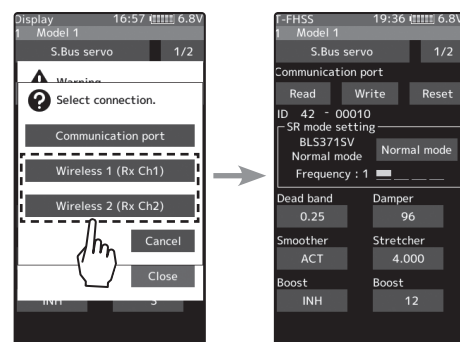 Display 16:57 6.8V
1 Model 1
S.Bus servo 1/2
Warning
Select connection.
Communication port
Wireless 1 (Rx Ch1)
Wireless 2 (Rx Ch2)
Cancel
Close
INH 3
T-FHSS 19:36 6.8V
1 Model 1
S.Bus servo 1/2
Communication port
Read Write Reset
ID 42 - 00010
SR mode setting
BLS371SV
Normal mode
Normal mode
Frequency : 1
Dead band Damper
0.25 96
Smoother Stretcher
ACT 4.000
Boost Boost
INH 12